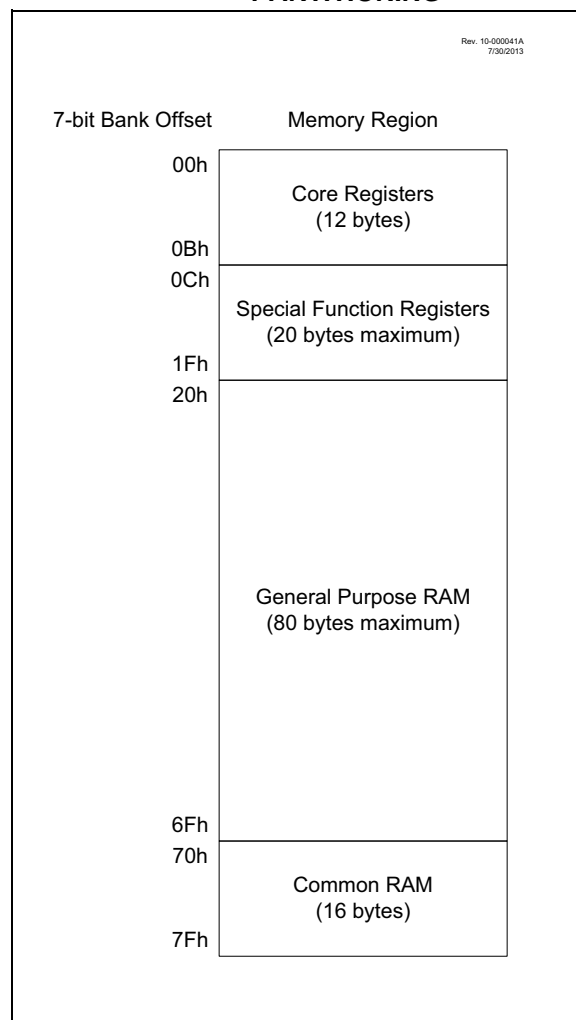 Rev. 10-000041A
7/30/2013
7-bit Bank Offset Memory Region
00h
Core Registers
(12 bytes)
0Bh
0Ch
Special Function Registers
(20 bytes maximum)
1Fh
20h
General Purpose RAM
(80 bytes maximum)
6Fh
70h
Common RAM
(16 bytes)
7Fh